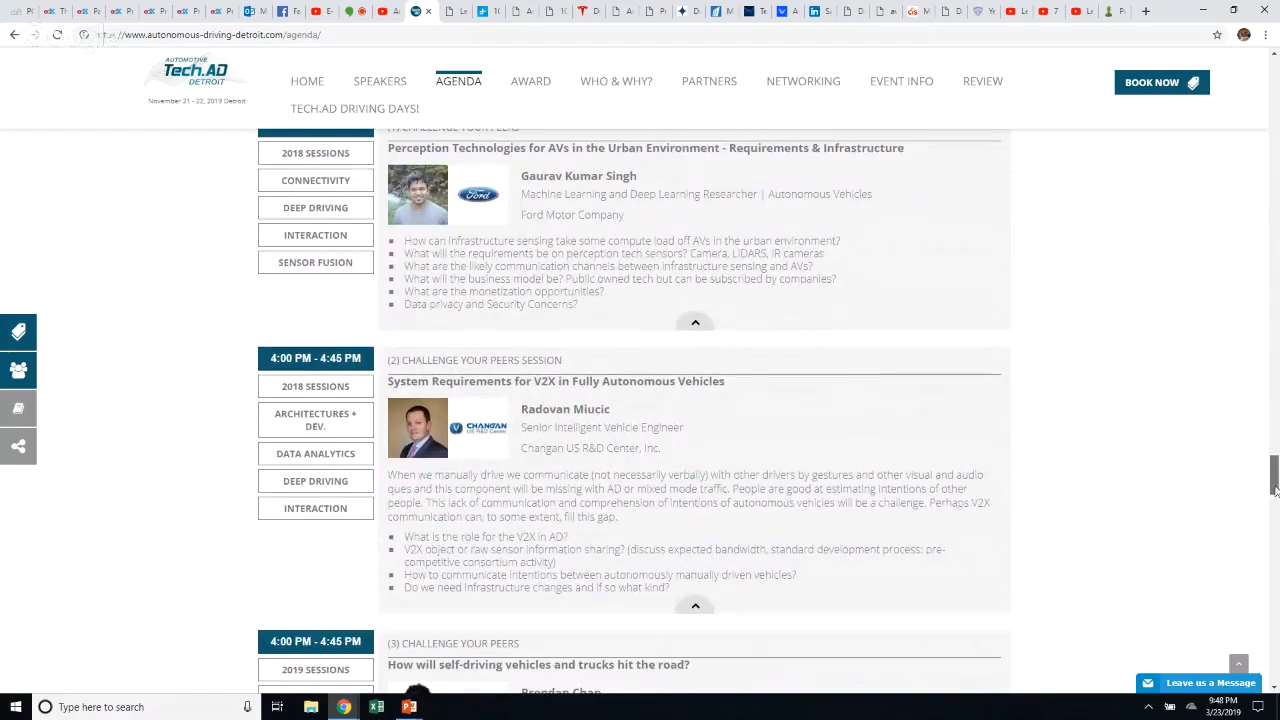 https://www.autonomous-driving-detroit.com/agenda/
AUTOMOTIVE
Tech.AD
DETROIT
November 21 - 22, 2019 Detroit
HOME
SPEAKERS
AGENDA
AWARD
WHO & WHY?
PARTNERS
NETWORKING
EVENT INFO
REVIEW
TECH.AD DRIVING DAYS!
BOOK NOW
(1) CHALLENGE YOUR PEERS
Perception Technologies for AVs in the Urban Environment - Requirements & Infrastructure
2018 SESSIONS
CONNECTIVITY
DEEP DRIVING
INTERACTION
SENSOR FUSION
Ford
Gaurav Kumar Singh
Machine Learning and Deep Learning Researcher | Autonomous Vehicles
Ford Motor Company
How can infrastructure sensing take some compute load off AVs in the urban environment?
What will the requirements be on perception tech sensors? Camera, LIDARS, IR cameras
What are the likely communication channels between infrastructure sensing and AVs?
What will the business model be? Public owned tech but can be subscribed by companies?
What are the monetization opportunities?
Data privacy and Security Concerns?
4:00 PM - 4:45 PM
2018 SESSIONS
ARCHITECTURES +
DEV.
DATA ANALYTICS
DEEP DRIVING
INTERACTION
(2) CHALLENGE YOUR PEERS SESSION
System Requirements for V2X in Fully Autonomous Vehicles
CHANGAN
US R&D Center
Radovan Miucic
Senior Intelligent Vehicle Engineer
Changan US R&D Center, Inc.
When we manually drive we communicate (not necessarily verbally) with other drivers by gestures and other visual and audio
ques and this component will be missing with AD or mixed mode traffic. People are good at estimating intentions of other
people. This lack of communication and comprehension of intentions of autonomous vehicles will be a challenge. Perhaps V2X
communication can, to some extent, fill this gap.
What is the role for the V2X in AD?
V2X object or raw sensor information sharing? (discuss expected bandwidth, standard development process: pre-
competitive consortium activity)
How to communicate intentions between autonomously manually driven vehicles?
Do we need infrastructure changes and if so what kind?
4:00 PM - 4:45 PM
2019 SESSIONS
(3) CHALLENGE YOUR PEERS
How will self-driving vehicles and trucks hit the road?
Brendan Chan
Leave us a Message
Type here to search
9:48 PM
3/23/2019